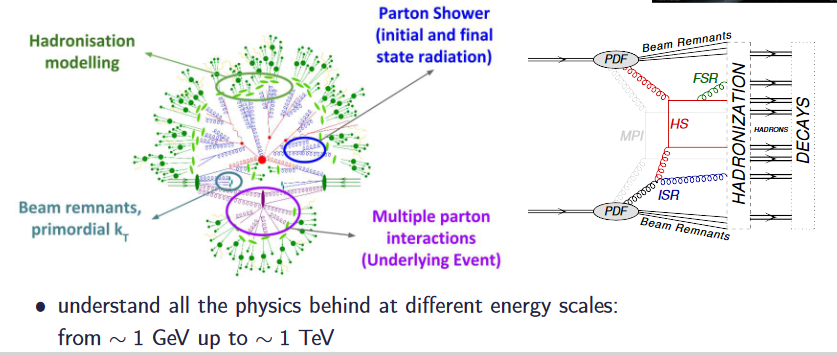 Hadronisation
modelling
Parton Shower
(initial and final
state radiation)
Beam remnants,
primordial kT
Multiple parton
interactions
(Underlying Event)
PDF
Beam Remnants
FSR
MPI
HS
ISR
PDF
Beam Remnants
HADRONIZATION
HADRONS
DECAYS
• understand all the physics behind at different energy scales:
from ∼ 1 GeV up to ∼ 1 TeV